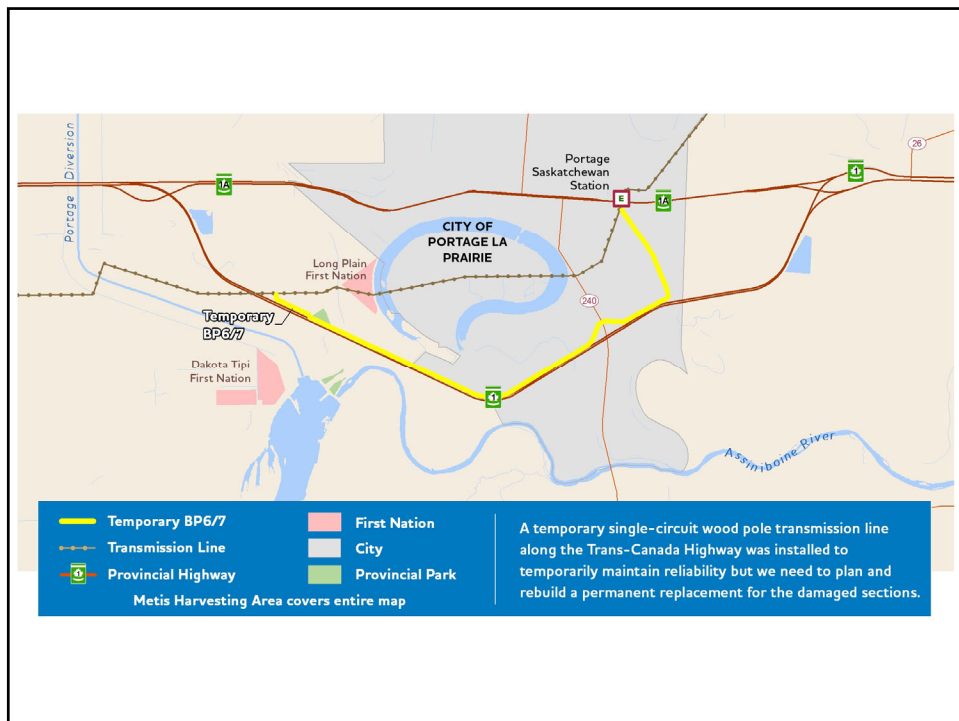 26
Portage
Saskatchewan
Station
Portage Diversion
1A
E
1A
1
CITY OF
PORTAGE LA
PRAIRIE
Long Plain
First Nation
240
Temporary
BP6/7
Dakota Tipi
First Nation
1
Assiniboine River
Temporary BP6/7
Transmission Line
1 Provincial Highway
First Nation
City
Provincial Park
Metis Harvesting Area covers entire map
A temporary single-circuit wood pole transmission line
along the Trans-Canada Highway was installed to
temporarily maintain reliability but we need to plan and
rebuild a permanent replacement for the damaged sections.